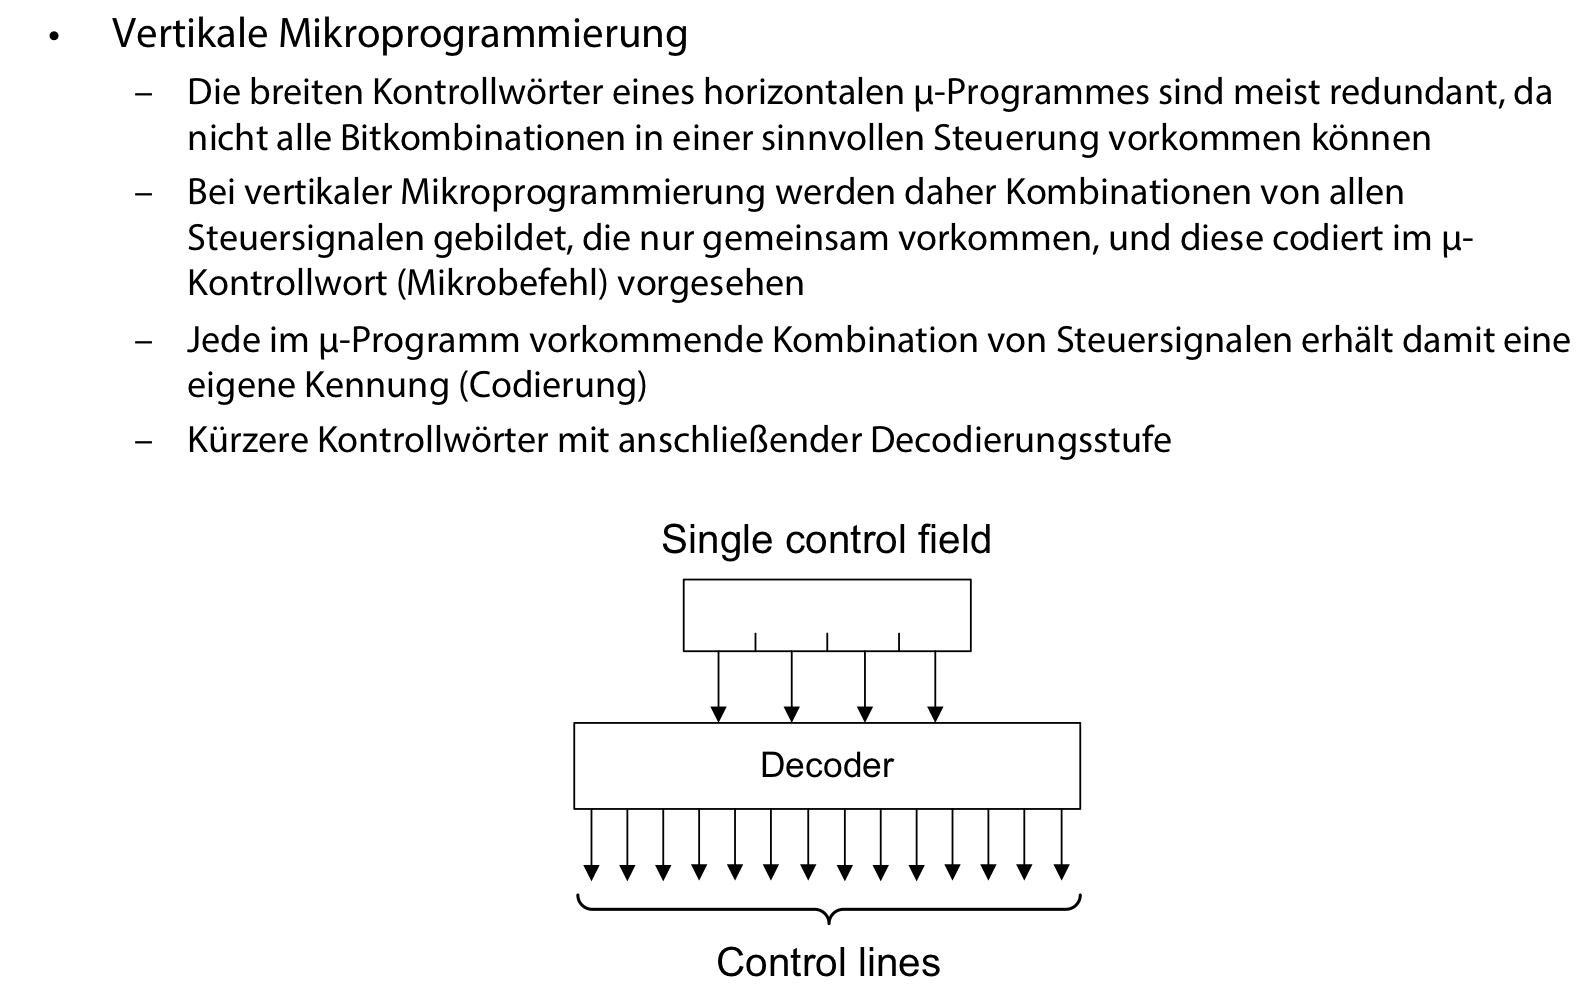 • Vertikale Mikroprogrammierung
– Die breiten Kontrollwörter eines horizontalen µ-Programmes sind meist redundant, da
nicht alle Bitkombinationen in einer sinnvollen Steuerung vorkommen können
– Bei vertikaler Mikroprogrammierung werden daher Kombinationen von allen
Steuersignalen gebildet, die nur gemeinsam vorkommen, und diese codiert im µ-
Kontrollwort (Mikrobefehl) vorgesehen
– Jede im µ-Programm vorkommende Kombination von Steuersignalen erhält damit eine
eigene Kennung (Codierung)
– Kürzere Kontrollwörter mit anschließender Decodierungsstufe
Single control field
Decoder
Control lines